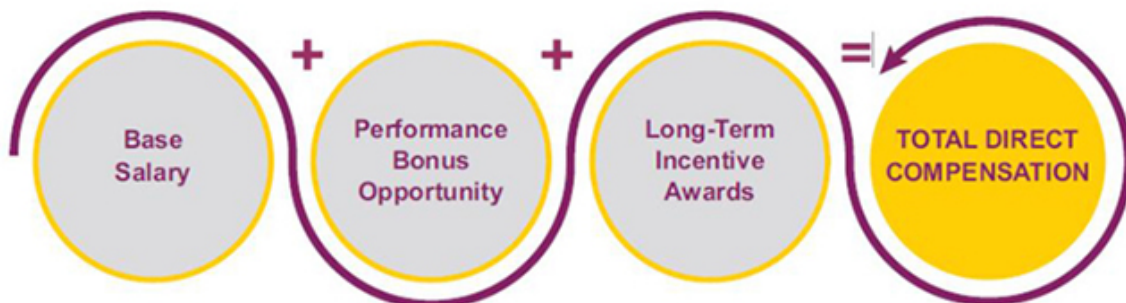 Base
Salary
+
Performance
Bonus
Opportunity
+
Long-Term
Incentive
Awards
=
TOTAL DIRECT
COMPENSATION